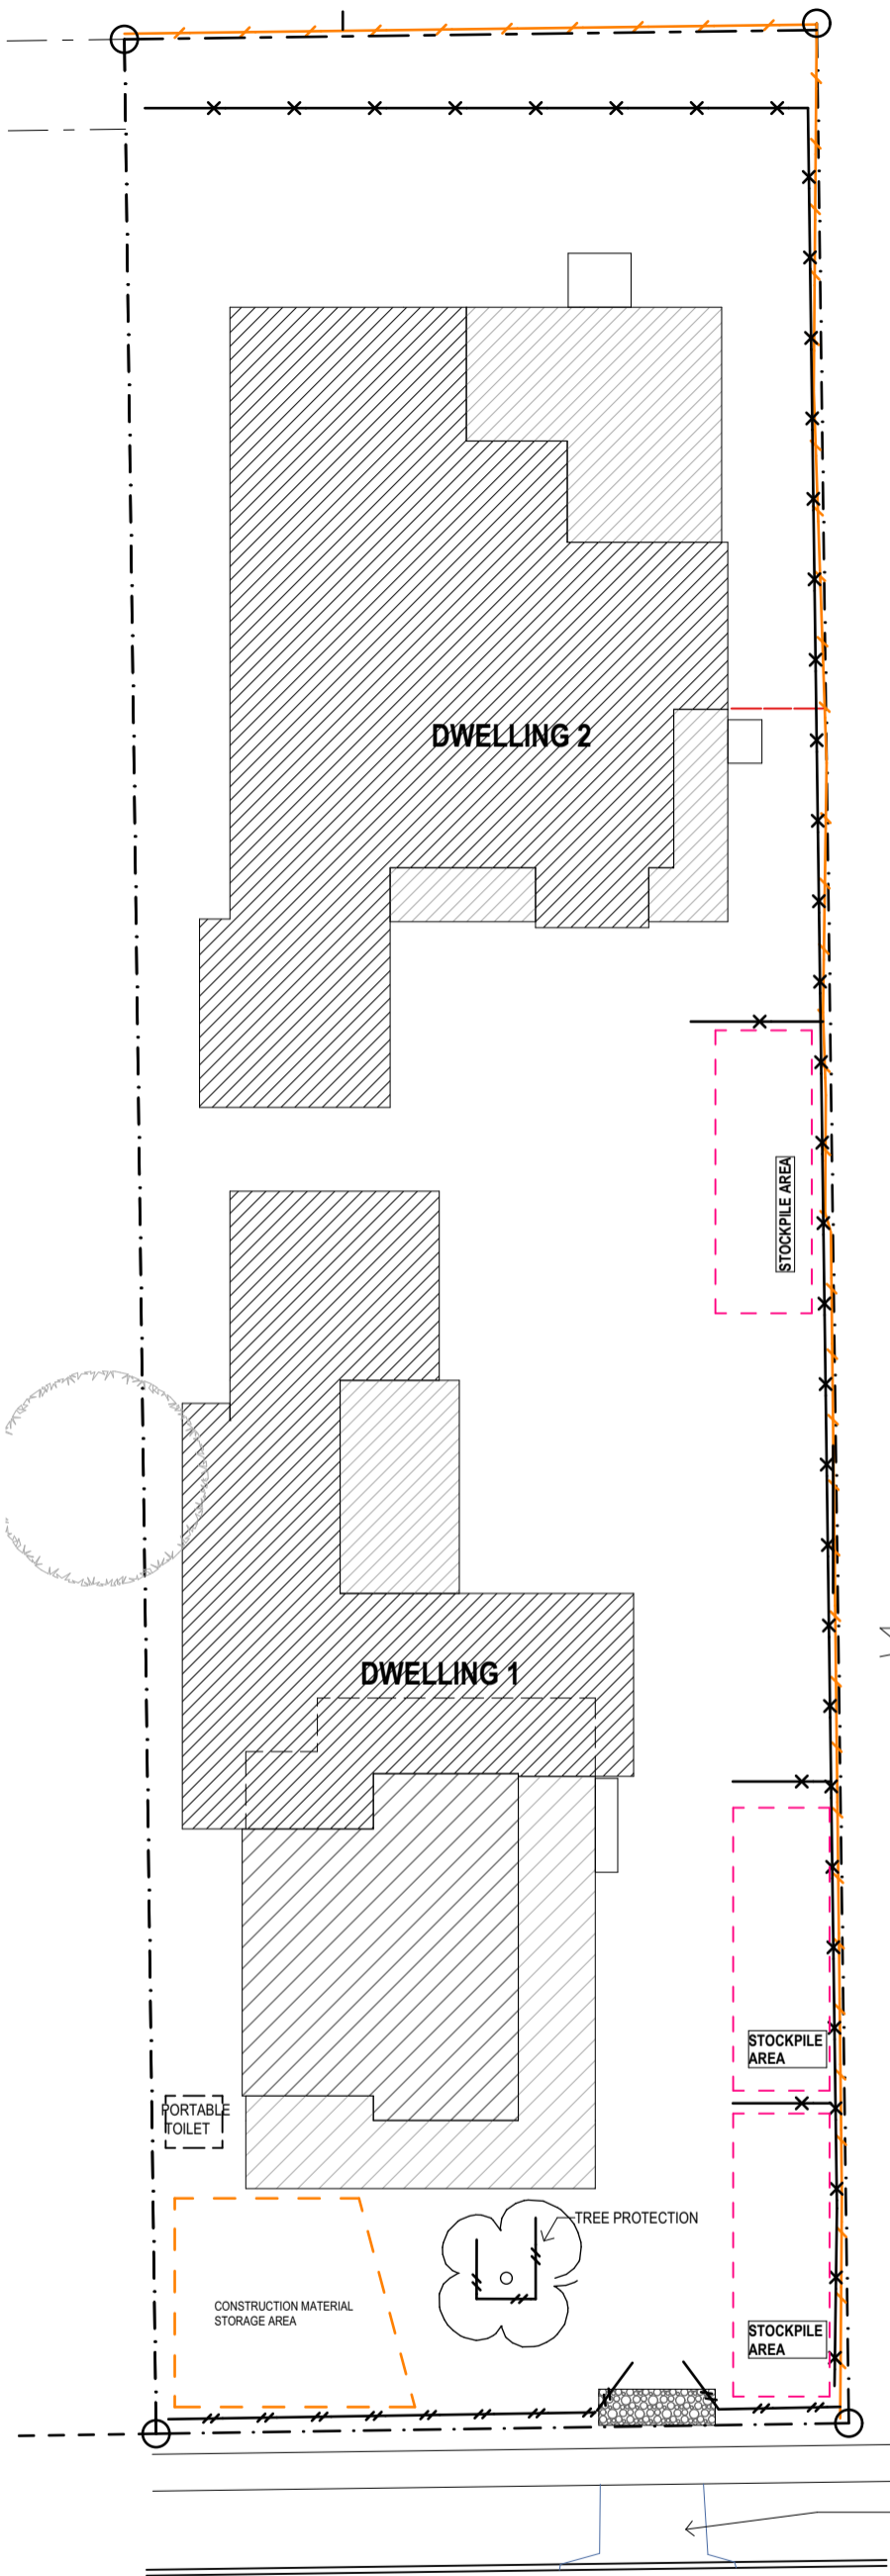 DWELLING 2
STOCKPILE AREA
DWELLING 1
STOCKPILE
AREA
PORTABLE
TOILET
TREE PROTECTION
CONSTRUCTION MATERIAL
STORAGE AREA
STOCKPILE
AREA